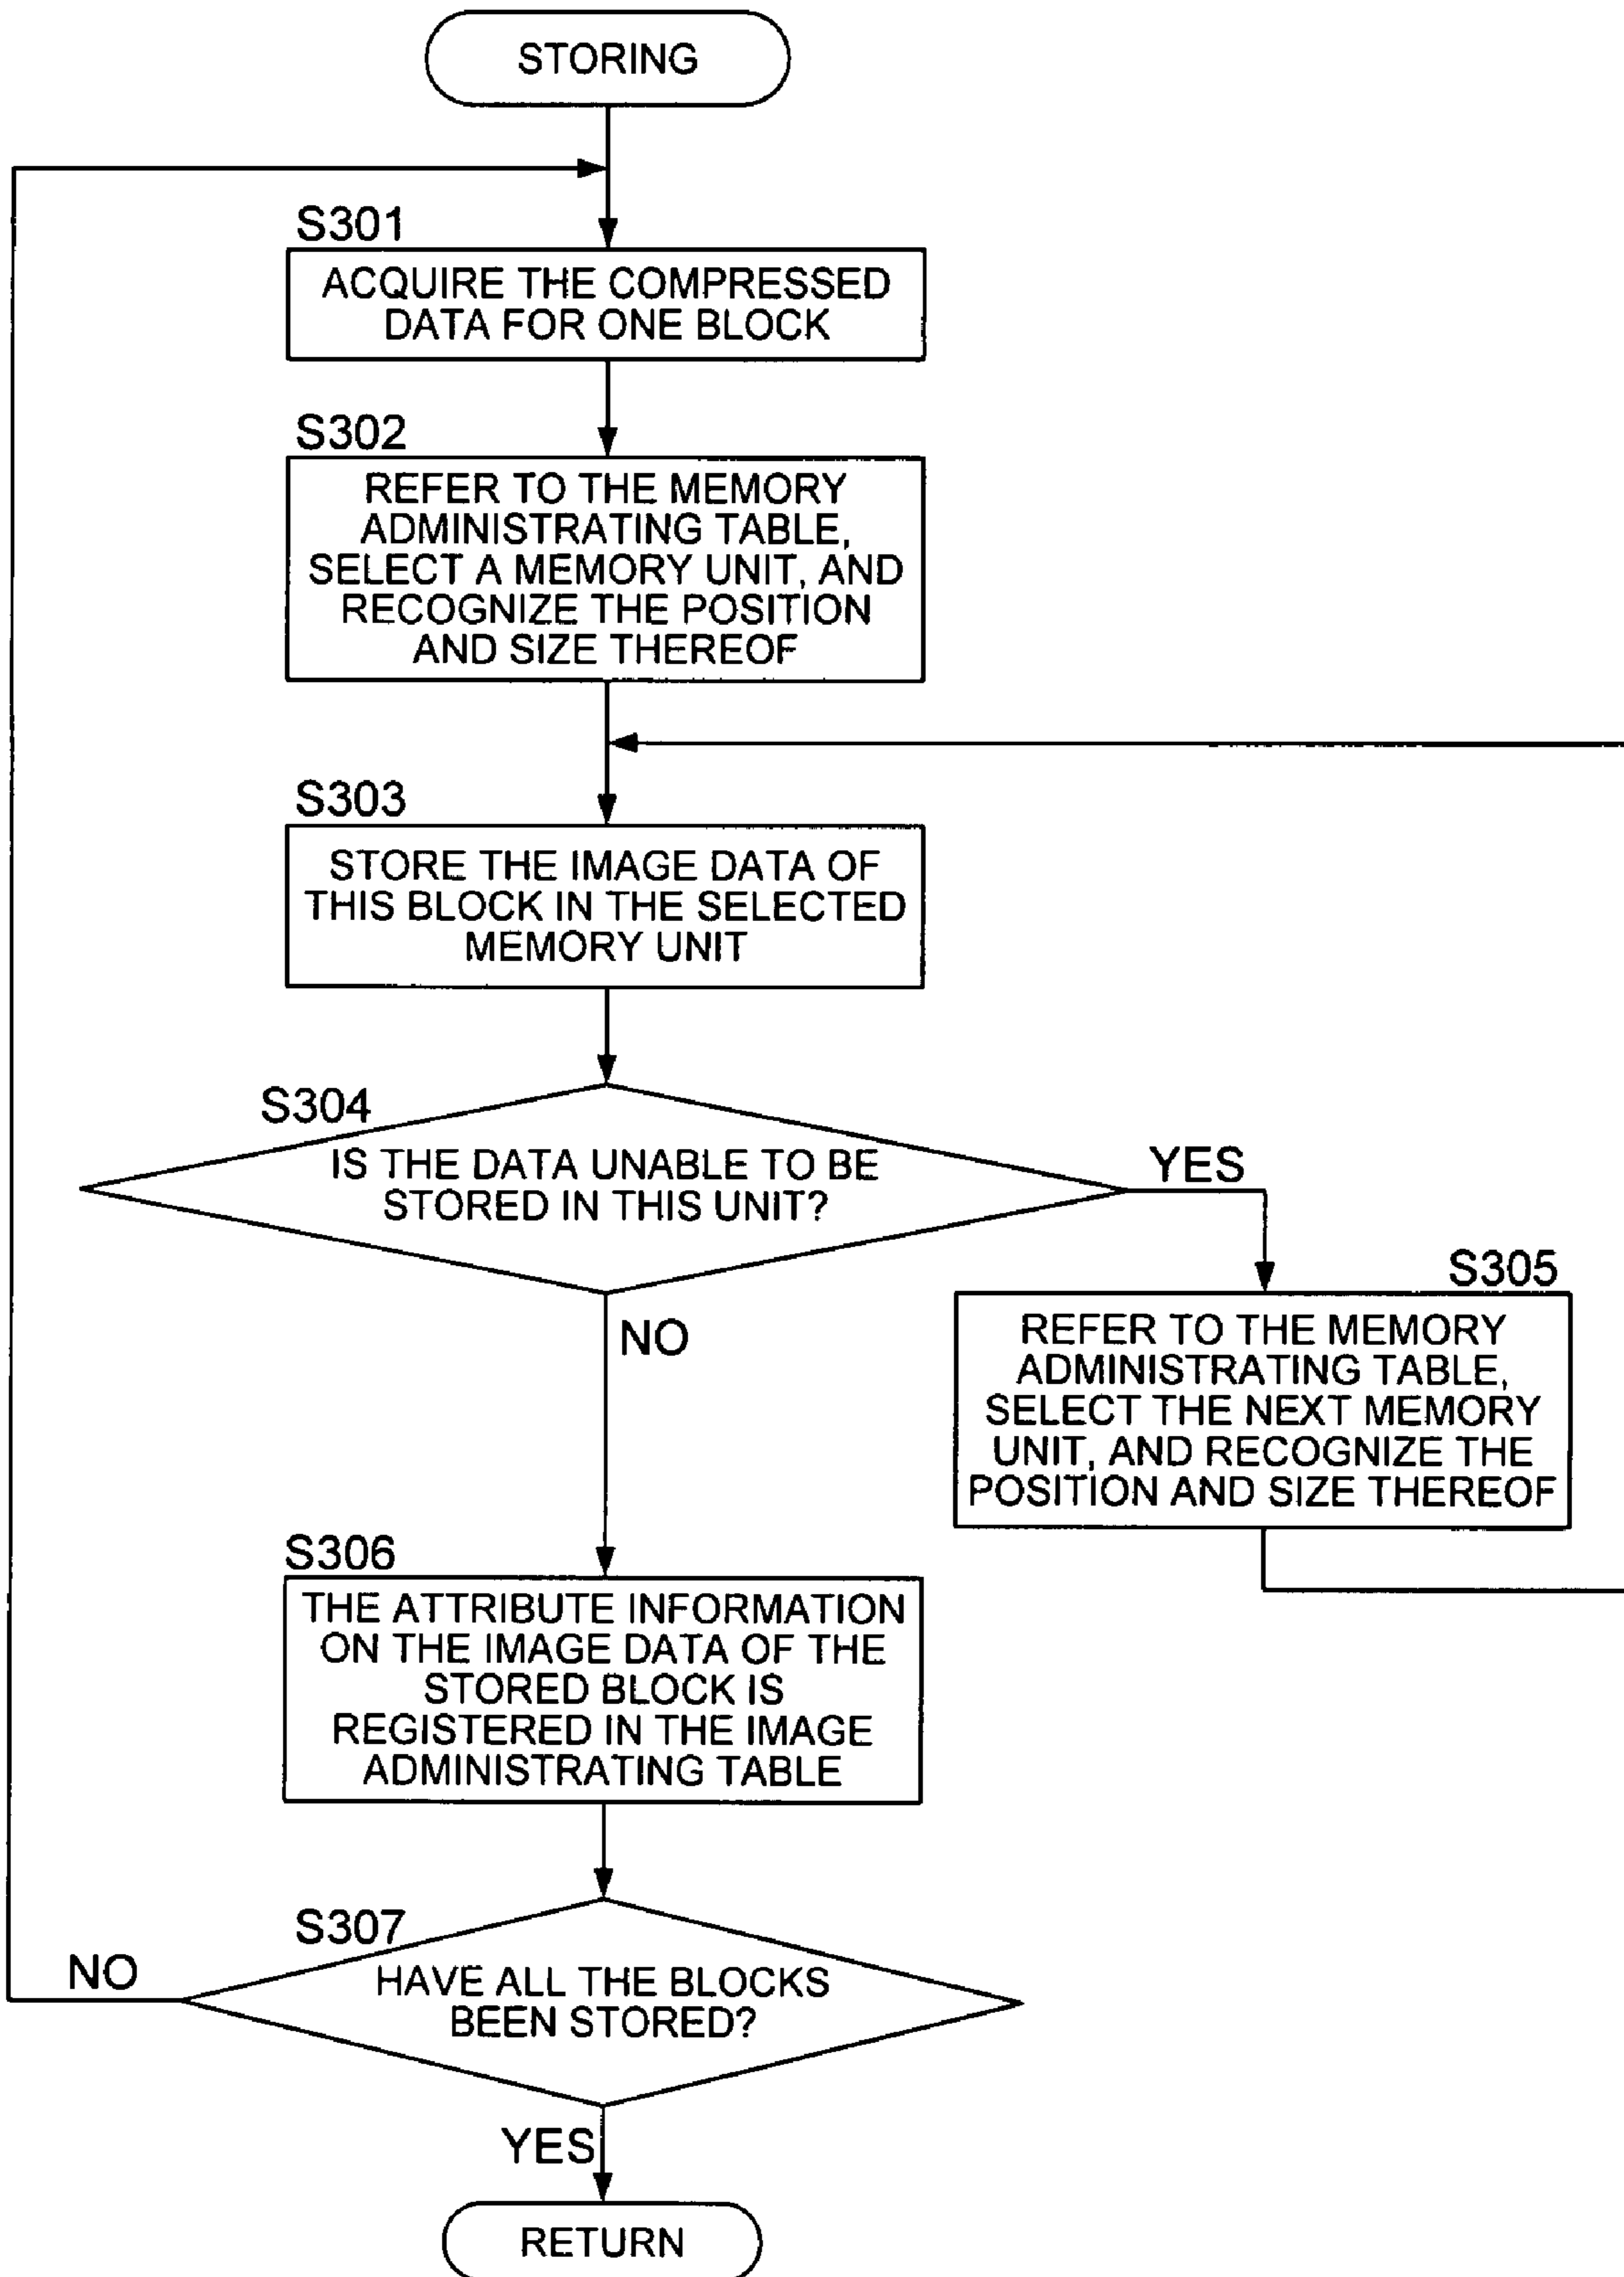 STORING
S301
ACQUIRE THE COMPRESSED
DATA FOR ONE BLOCK
S302
REFER TO THE MEMORY
ADMINISTRATING TABLE,
SELECT A MEMORY UNIT, AND
RECOGNIZE THE POSITION
AND SIZE THEREOF
S303
STORE THE IMAGE DATA OF
THIS BLOCK IN THE SELECTED
MEMORY UNIT
S304
IS THE DATA UNABLE TO BE
STORED IN THIS UNIT?
YES
NO
S305
REFER TO THE MEMORY
ADMINISTRATING TABLE,
SELECT THE NEXT MEMORY
UNIT, AND RECOGNIZE THE
POSITION AND SIZE THEREOF
S306
THE ATTRIBUTE INFORMATION
ON THE IMAGE DATA OF THE
STORED BLOCK IS
REGISTERED IN THE IMAGE
ADMINISTRATING TABLE
S307
HAVE ALL THE BLOCKS
BEEN STORED?
NO
YES
RETURN